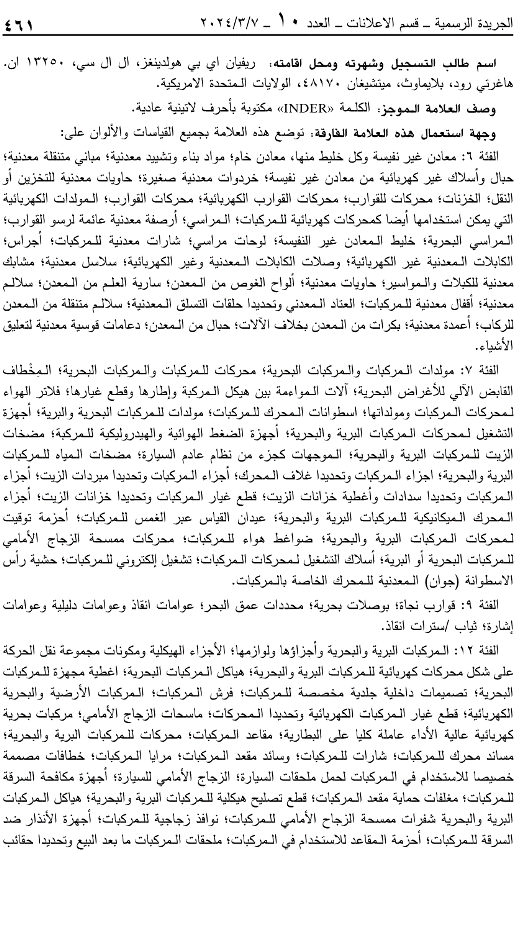 الجريدة الرسمية ــ قسم الاعلانات ــ العدد ١٠ ــ ٢٠٢٤/٣/٧ ٤٦١
اسم طالب التسجيل وشهرته ومحل اقامته: ريفيان اي بي هولدينغز، ال ال سي، ١٣٢٥٠ ان.
هاغرتي رود، بلايماوث، ميتشيغان ٤٨١٧٠، الولايات المتحدة الامريكية.
وصف العلامة الموجز: الكلمة «INDER» مكتوبة بأحرف لاتينية عادية.
وجهة استعمال هذه العلامة الفارقة: توضع هذه العلامة بجميع القياسات والألوان على:
الفئة ٦: معادن غير نفيسة وكل خليط منها، معادن خام؛ مواد بناء وتشييد معدنية؛ مباني متنقلة معدنية؛
حبال وأسلاك غير كهربائية من معادن غير نفيسة؛ خردوات معدنية صغيرة؛ حاويات معدنية للتخزين أو
النقل؛ الخزنات؛ محركات للقوارب؛ محركات القوارب الكهربائية؛ محركات القوارب؛ المولدات الكهربائية
التي يمكن استخدامها أيضا كمحركات كهربائية للمركبات؛ المراسي؛ أرصفة معدنية عائمة لرسو القوارب؛
المراسي البحرية؛ خليط المعادن غير النفيسة؛ لوحات مراسي؛ شارات معدنية للمركبات؛ أجراس؛
الكابلات المعدنية غير الكهربائية؛ وصلات الكابلات المعدنية وغير الكهربائية؛ سلاسل معدنية؛ مشابك
معدنية للكبلات والمواسير؛ حاويات معدنية؛ ألواح الغوص من المعدن؛ سارية العلم من المعدن؛ سلالم
معدنية؛ أقفال معدنية للمركبات؛ العتاد المعدني وتحديدا حلقات التسلق المعدنية؛ سلالم متنقلة من المعدن
للركاب؛ أعمدة معدنية؛ بكرات من المعدن بخلاف الآلات؛ حبال من المعدن؛ دعامات قوسية معدنية لتعليق
الأشياء.
الفئة ٧: مولدات المركبات والمركبات البحرية؛ محركات للمركبات والمركبات البحرية؛ المِخْطاف
القابض الآلي للأغراض البحرية؛ آلات المواءمة بين هيكل المركبة وإطارها وقطع غيارها؛ فلاتر الهواء
لمحركات المركبات ومولداتها؛ اسطوانات المحرك للمركبات؛ مولدات للمركبات البحرية والبرية؛ أجهزة
التشغيل لمحركات المركبات البرية والبحرية؛ أجهزة الضغط الهوائية والهيدروليكية للمركبة؛ مضخات
الزيت للمركبات البرية والبحرية؛ الموجهات كجزء من نظام عادم السيارة؛ مضخات المياه للمركبات
البرية والبحرية؛ اجزاء المركبات وتحديدا غلاف المحرك؛ أجزاء المركبات وتحديدا مبردات الزيت؛ أجزاء
المركبات وتحديدا سدادات وأغطية خزانات الزيت؛ قطع غيار المركبات وتحديدا خزانات الزيت؛ أجزاء
المحرك الميكانيكية للمركبات البرية والبحرية؛ عيدان القياس عبر الغمس للمركبات؛ أحزمة توقيت
لمحركات المركبات البرية والبحرية؛ ضواغط هواء للمركبات؛ محركات ممسحة الزجاج الأمامي
للمركبات البحرية أو البرية؛ أسلاك التشغيل لمحركات المركبات؛ تشغيل إلكتروني للمركبات؛ حشية رأس
الاسطوانة (جوان) المعدنية للمحرك الخاصة بالمركبات.
الفئة ٩: قوارب نجاة؛ بوصلات بحرية؛ محددات عمق البحر؛ عوامات انقاذ وعوامات دليلية وعوامات
إشارة؛ ثياب /سترات انقاذ.
الفئة ١٢: المركبات البرية والبحرية وأجزاؤها ولوازمها؛ الأجزاء الهيكلية ومكونات مجموعة نقل الحركة
على شكل محركات كهربائية للمركبات البرية والبحرية؛ هياكل المركبات البحرية؛ اغطية مجهزة للمركبات
البحرية؛ تصميمات داخلية جلدية مخصصة للمركبات؛ فرش المركبات؛ المركبات الأرضية والبحرية
الكهربائية؛ قطع غيار المركبات الكهربائية وتحديدا المحركات؛ ماسحات الزجاج الأمامي؛ مركبات بحرية
كهربائية عالية الأداء عاملة كليا على البطارية؛ مقاعد المركبات؛ محركات للمركبات البرية والبحرية؛
مساند محرك للمركبات؛ شارات للمركبات؛ وسائد مقعد المركبات؛ مرايا المركبات؛ خطافات مصممة
خصيصا للاستخدام في المركبات لحمل ملحقات السيارة؛ الزجاج الأمامي للسيارة؛ أجهزة مكافحة السرقة
للمركبات؛ مغلفات حماية مقعد المركبات؛ قطع تصليح هيكلية للمركبات البرية والبحرية؛ هياكل المركبات
البرية والبحرية شفرات ممسحة الزجاج الأمامي للمركبات؛ نوافذ زجاجية للمركبات؛ أجهزة الأنذار ضد
السرقة للمركبات؛ أحزمة المقاعد للاستخدام في المركبات؛ ملحقات المركبات ما بعد البيع وتحديدا حقائب